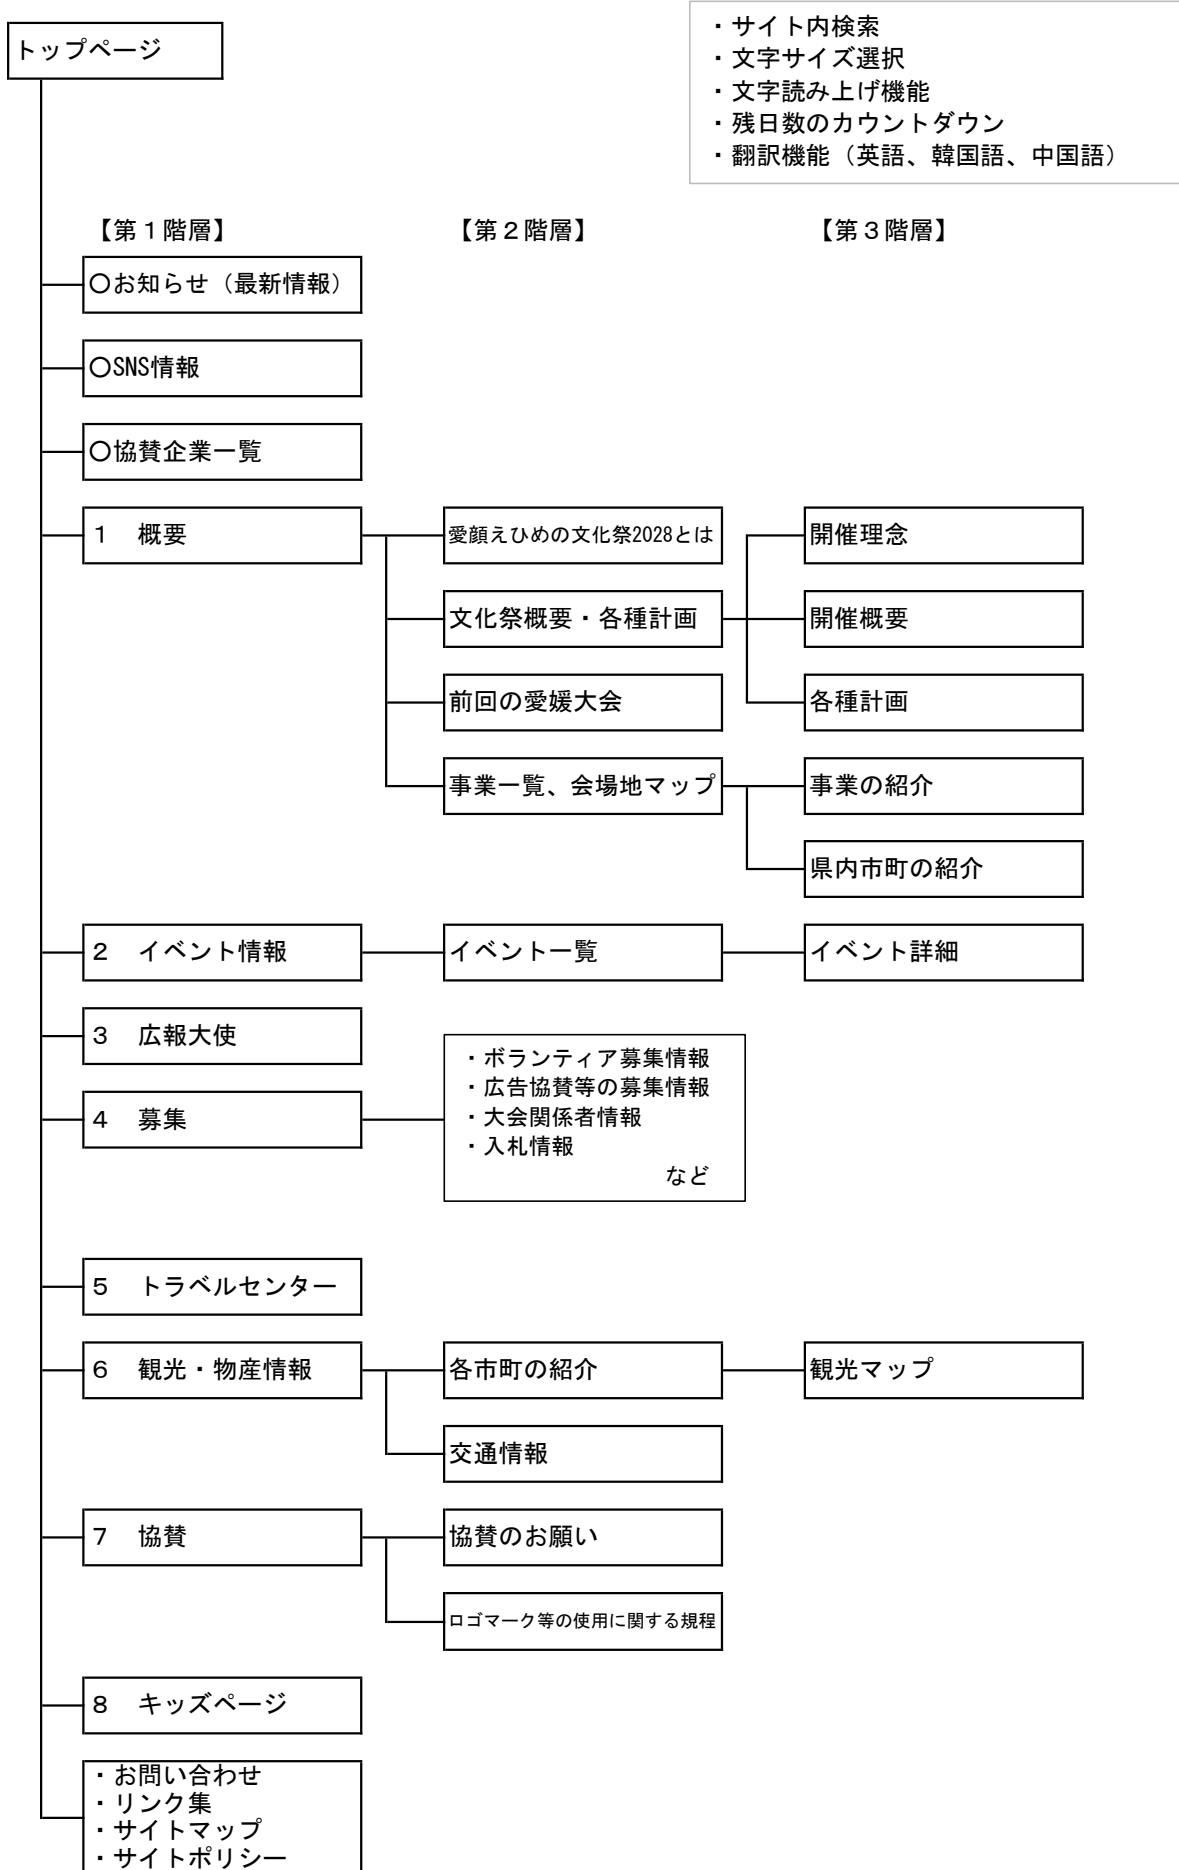 トップページ
・サイト内検索
・文字サイズ選択
・文字読み上げ機能
・残日数のカウントダウン
・翻訳機能（英語、韓国語、中国語）
【第１階層】 【第２階層】 【第３階層】
〇お知らせ（最新情報）
〇SNS情報
〇協賛企業一覧
１　概要
愛顔えひめの文化祭2028とは
開催理念
文化祭概要・各種計画
開催概要
前回の愛媛大会
各種計画
事業一覧、会場地マップ
事業の紹介
県内市町の紹介
２　イベント情報
イベント一覧
イベント詳細
３　広報大使
４　募集
・ボランティア募集情報
・広告協賛等の募集情報
・大会関係者情報
・入札情報
など
５　トラベルセンター
６　観光・物産情報
各市町の紹介
観光マップ
交通情報
７　協賛
協賛のお願い
ロゴマーク等の使用に関する規程
８　キッズページ
・お問い合わせ
・リンク集
・サイトマップ
・サイトポリシー